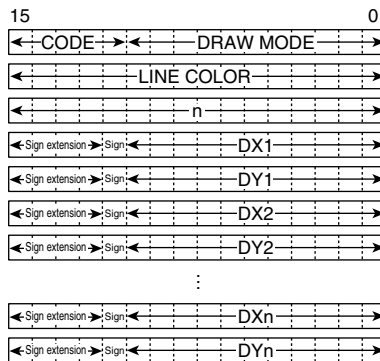 15 0
CODE DRAW MODE
LINE COLOR
n
Sign extension Sign DX1
Sign extension Sign DY1
Sign extension Sign DX2
Sign extension Sign DY2
⋮
Sign extension Sign DXn
Sign extension Sign DYn